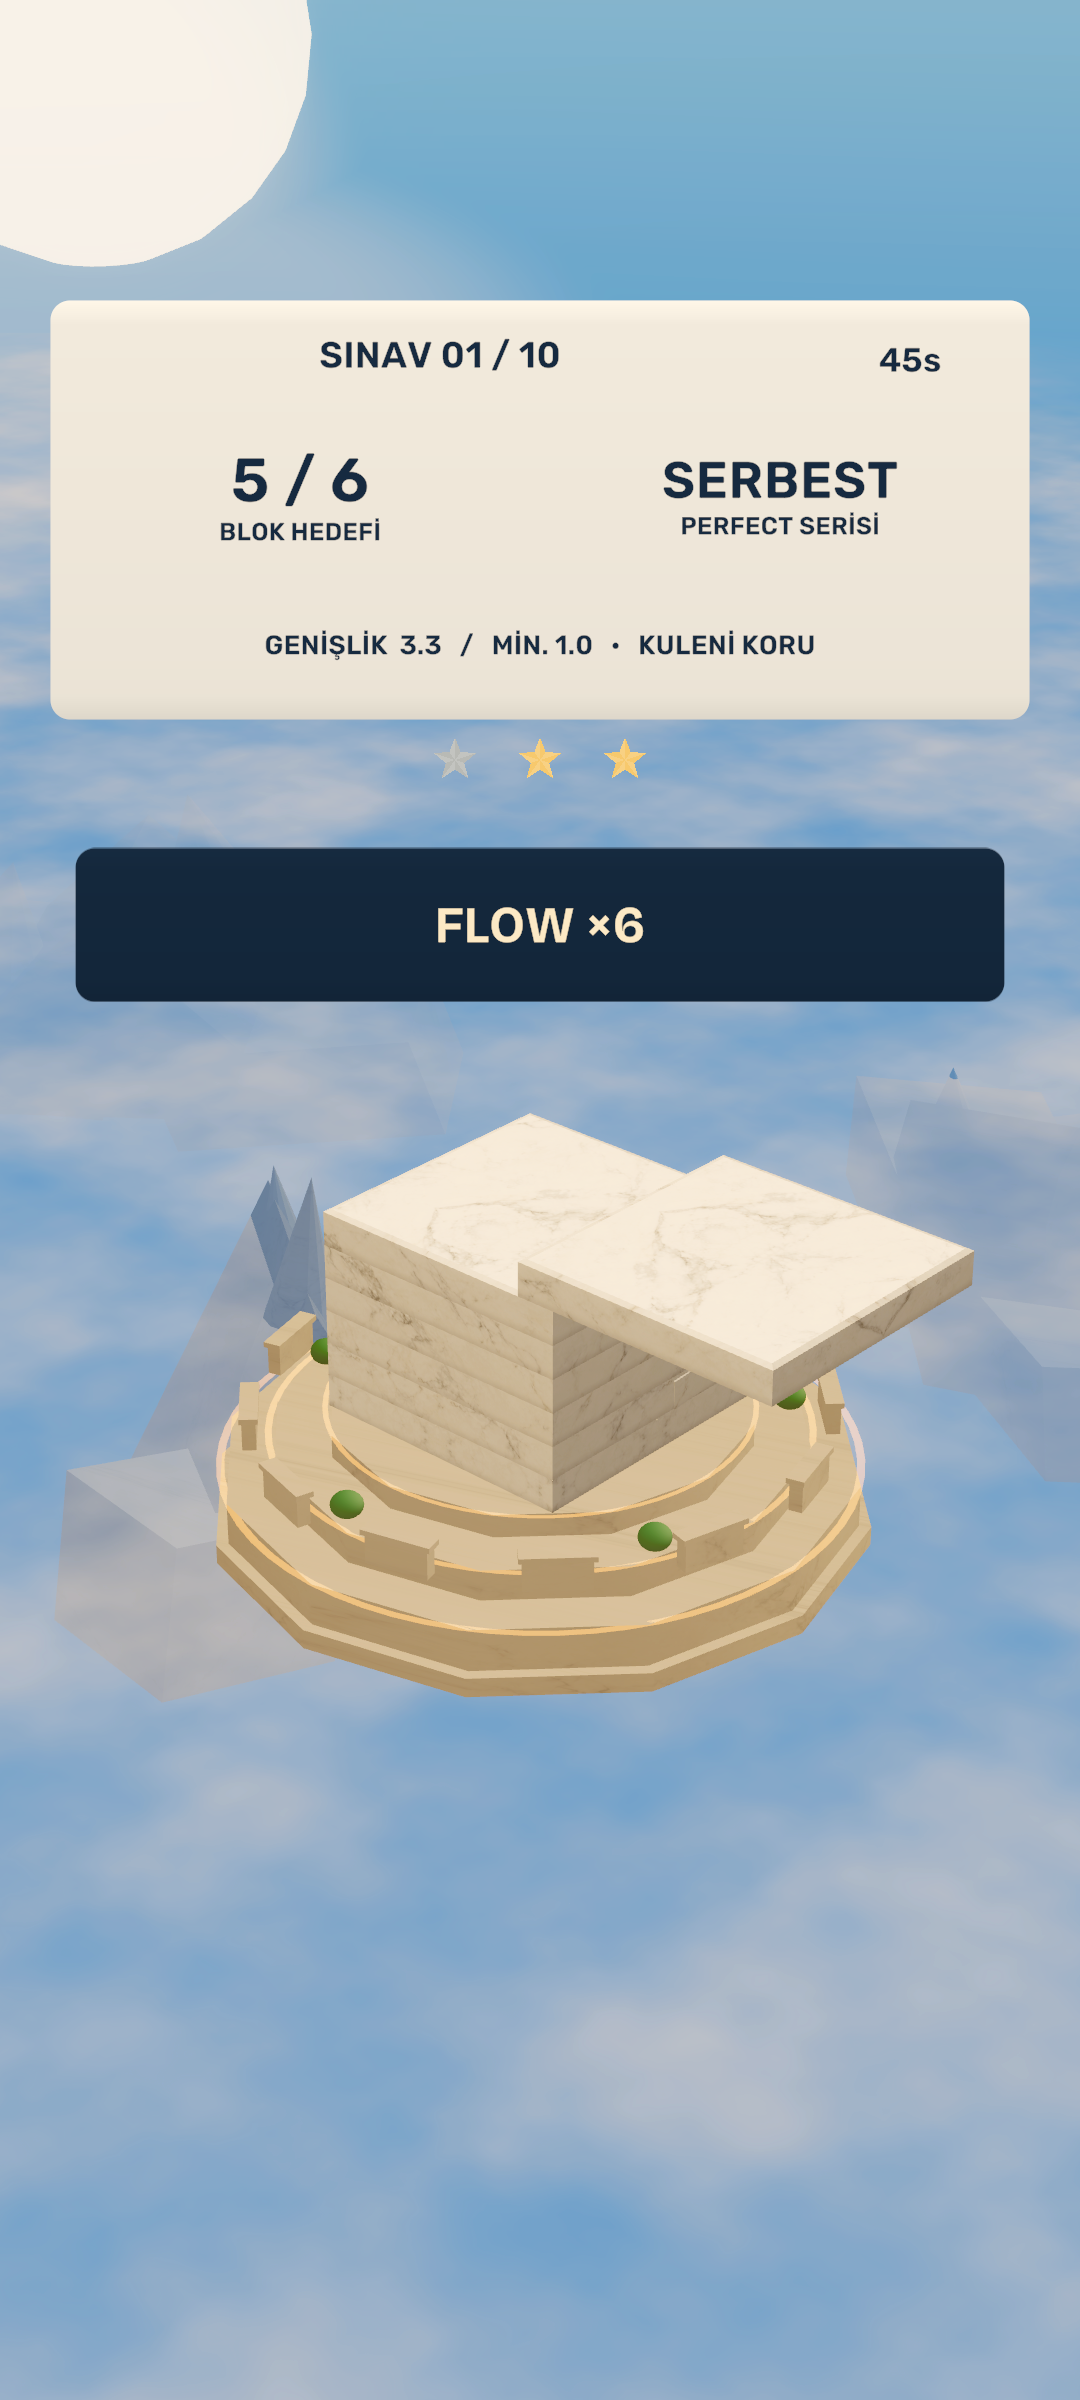 SINAV 01 / 10
45s
5 / 6
SERBEST
BLOK HEDEFİ
PERFECT SERİSİ
GENİŞLİK 3.3 / MİN. 1.0 • KULENİ KORU
FLOW ×6